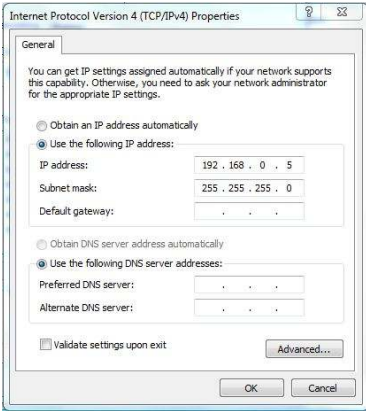 Internet Protocol Version 4 (TCP/IPv4) Properties
General
You can get IP settings assigned automatically if your network supports
this capability. Otherwise, you need to ask your network administrator
for the appropriate IP settings.
Obtain an IP address automatically
Use the following IP address:
IP address: 192 . 168 . 0 . 5
Subnet mask: 255 . 255 . 255 . 0
Default gateway: . . .
Obtain DNS server address automatically
Use the following DNS server addresses:
Preferred DNS server: . . .
Alternate DNS server: . . .
Validate settings upon exit
Advanced...
OK Cancel